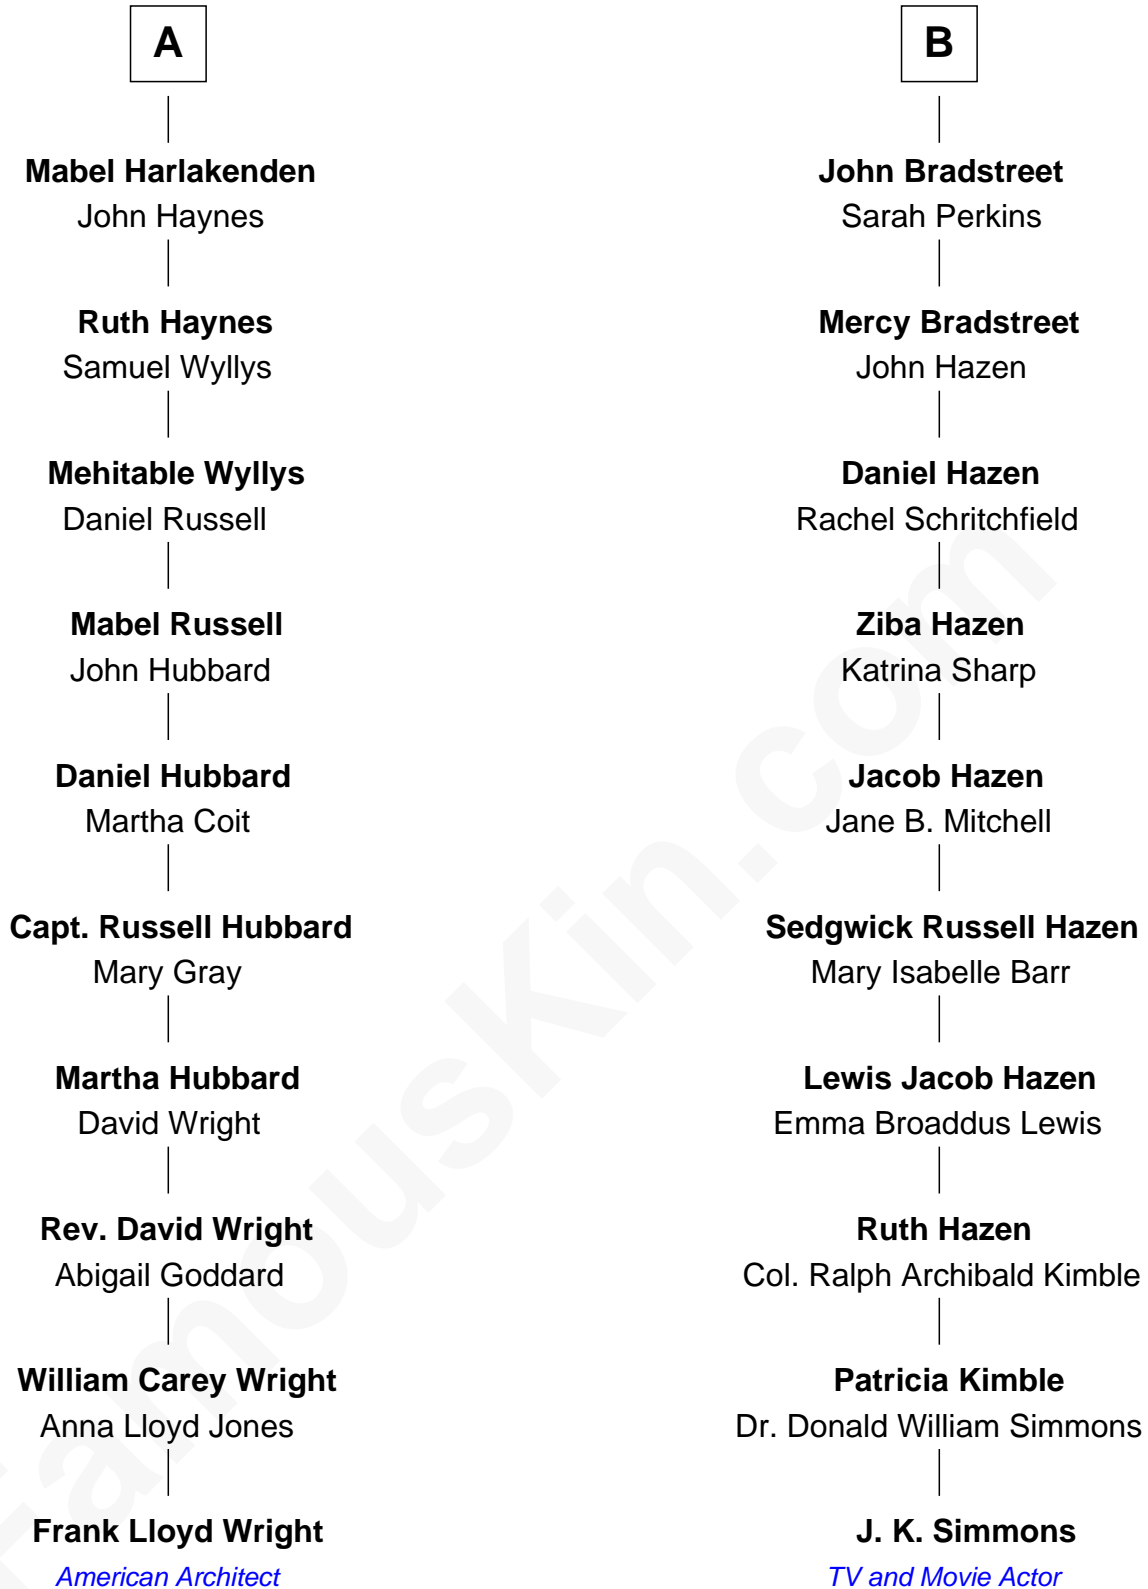 A
B
Mabel Harlakenden
John Haynes
John Bradstreet
Sarah Perkins
Ruth Haynes
Samuel Wyllys
Mercy Bradstreet
John Hazen
Mehitable Wyllys
Daniel Russell
Daniel Hazen
Rachel Schritchfield
Mabel Russell
John Hubbard
Ziba Hazen
Katrina Sharp
Daniel Hubbard
Martha Coit
Jacob Hazen
Jane B. Mitchell
Capt. Russell Hubbard
Mary Gray
Sedgwick Russell Hazen
Mary Isabelle Barr
Martha Hubbard
David Wright
Lewis Jacob Hazen
Emma Broaddus Lewis
Rev. David Wright
Abigail Goddard
Ruth Hazen
Col. Ralph Archibald Kimble
William Carey Wright
Anna Lloyd Jones
Patricia Kimble
Dr. Donald William Simmons
Frank Lloyd Wright
American Architect
J. K. Simmons
TV and Movie Actor
FamousKin.com